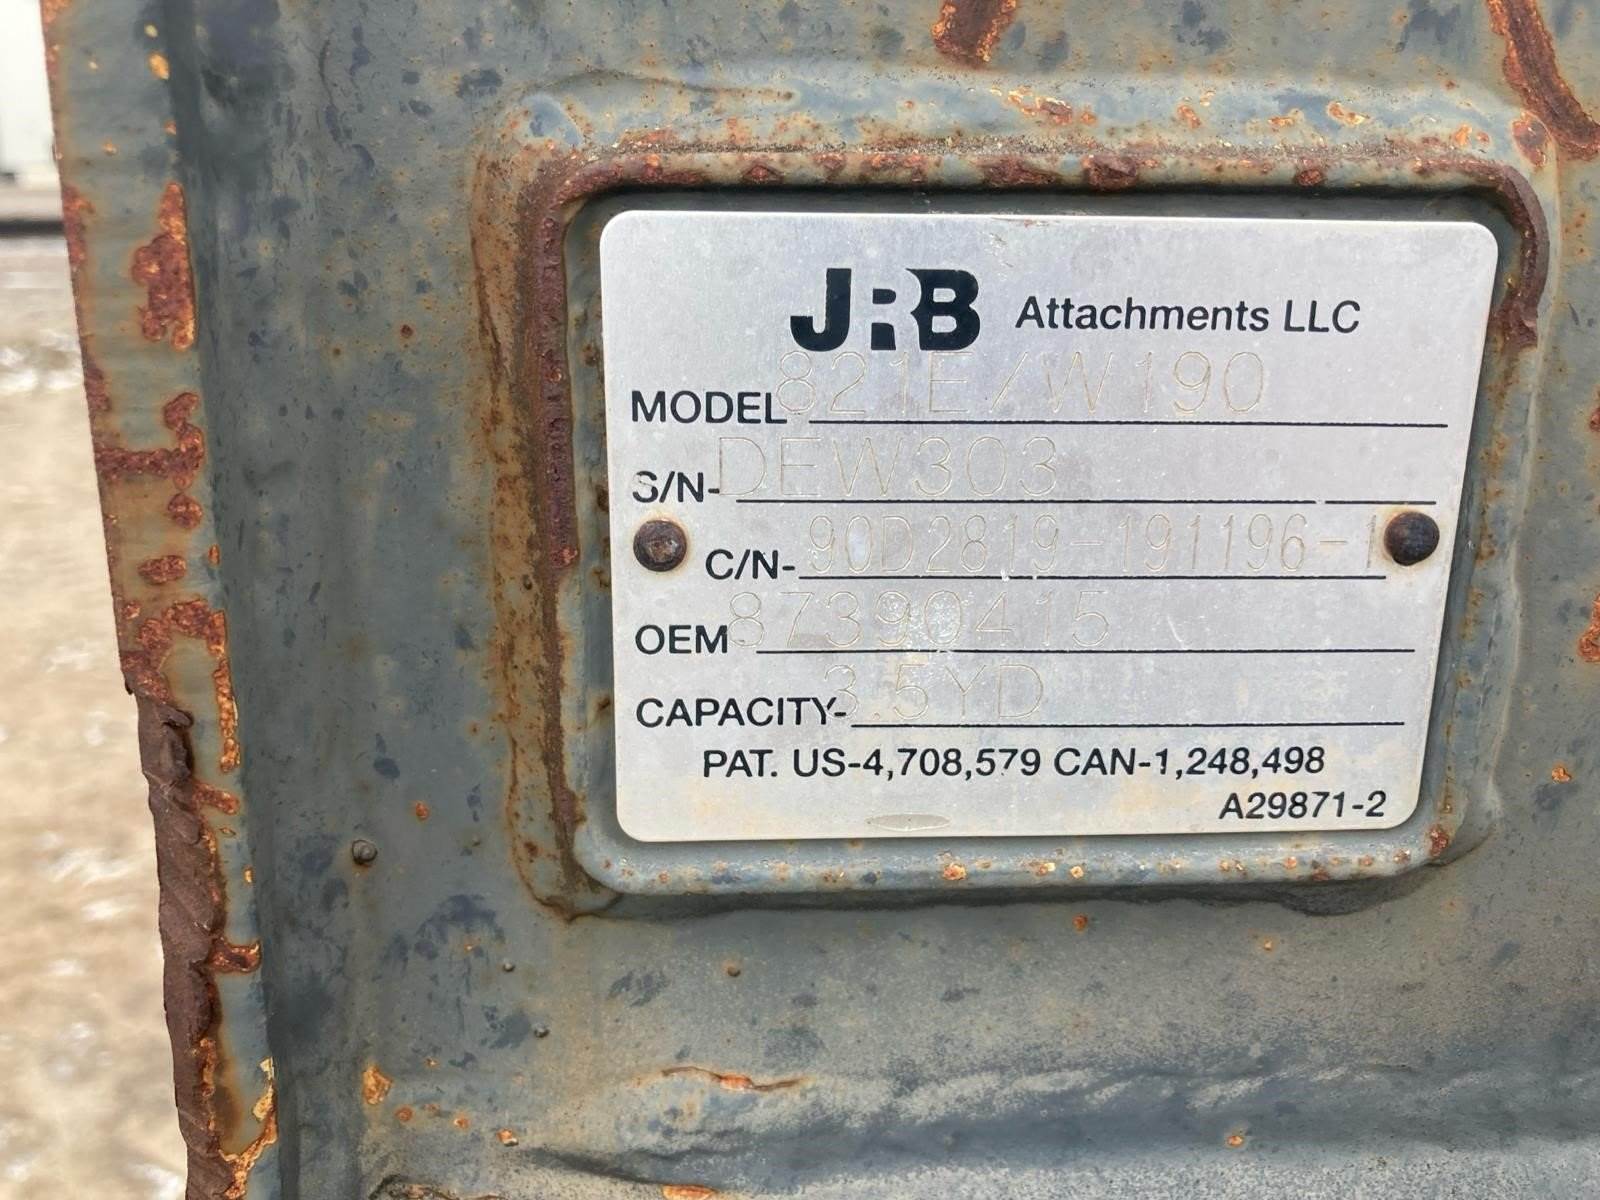 JRB Attachments LLC
MODEL 821E/W190
S/N- DEW303
C/N- 90D2819-191196-1
OEM 87390415
CAPACITY- 3.5YD
PAT. US-4,708,579 CAN-1,248,498
A29871-2